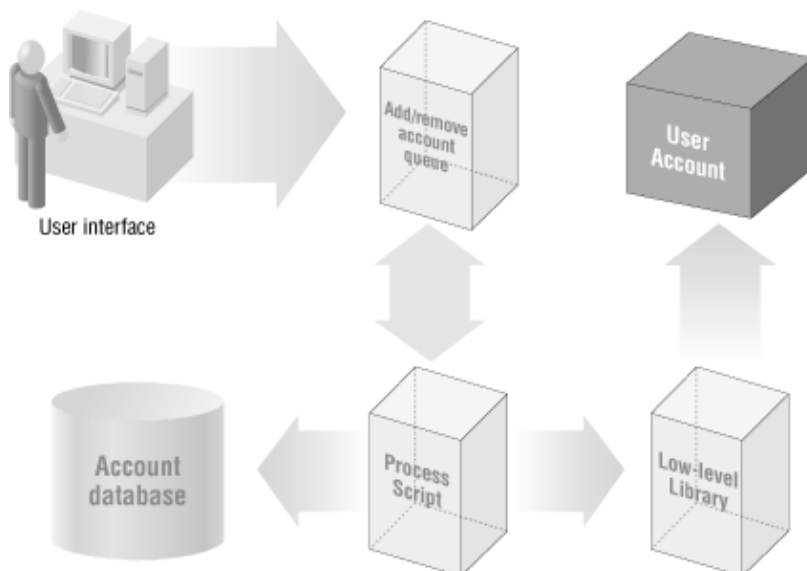 Add/remove
account
queue
User
Account
User interface
Account
database
Process
Script
Low-level
Library